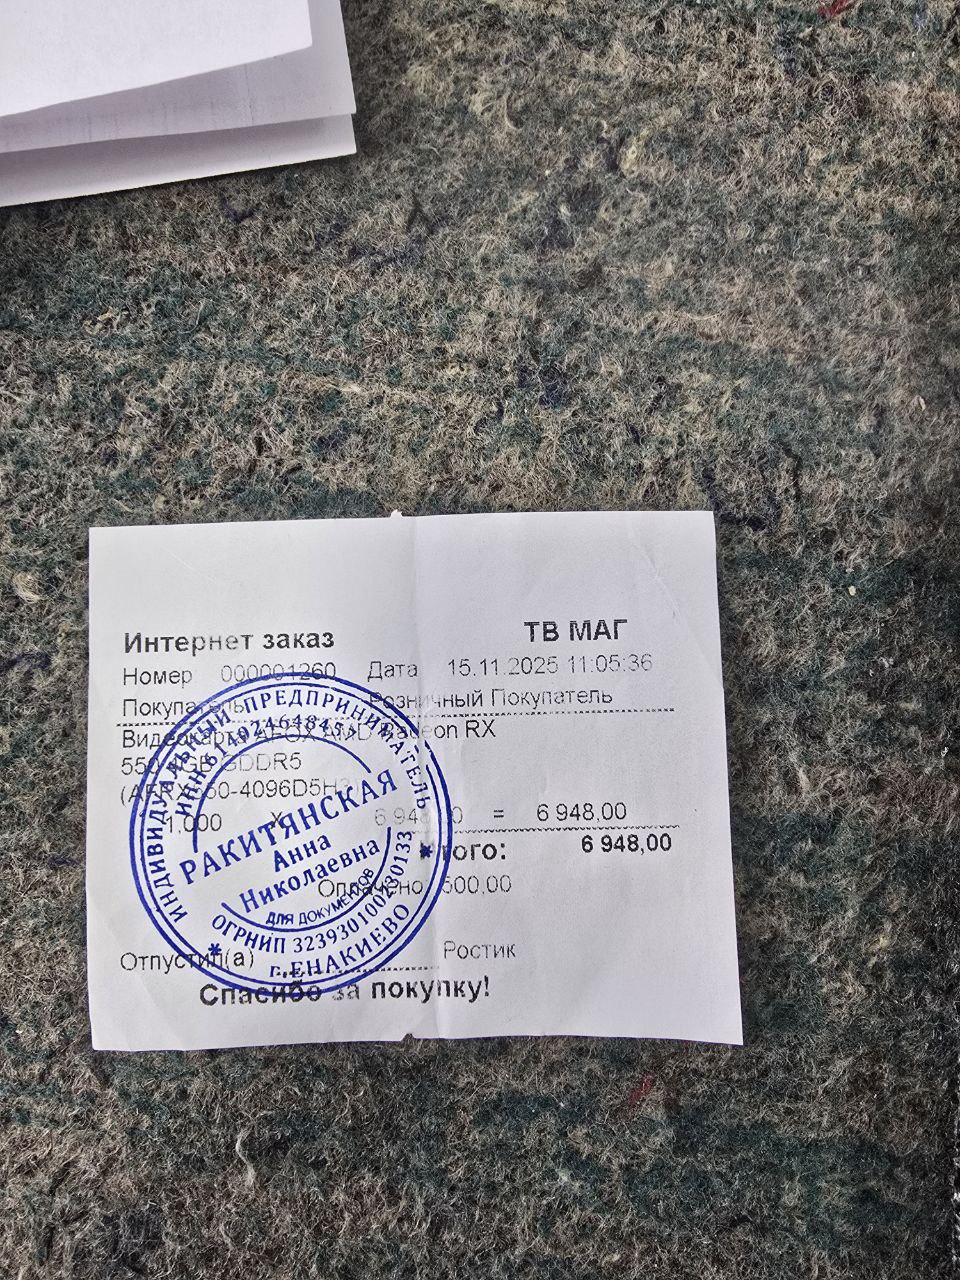 Интернет заказ ТВ МАГ
Номер 000001260 Дата 15.11.2025 11:05:36
Покупатель Розничный Покупатель
Видеокарта AFOX AMD Radeon RX
550 4GB GDDR5
1,000 X = 6 948,00
Итого: 6 948,00
Оплачено 500,00
Отпустил(а) Ростик
Спасибо за покупку!
ИНДИВИДУАЛЬНЫЙ ПРЕДПРИНИМАТЕЛЬ
РАКИТЯНСКАЯ
Анна
Николаевна
ДЛЯ ДОКУМЕНТОВ
ОГРНИП 323930100230133
г.ЕНАКИЕВО